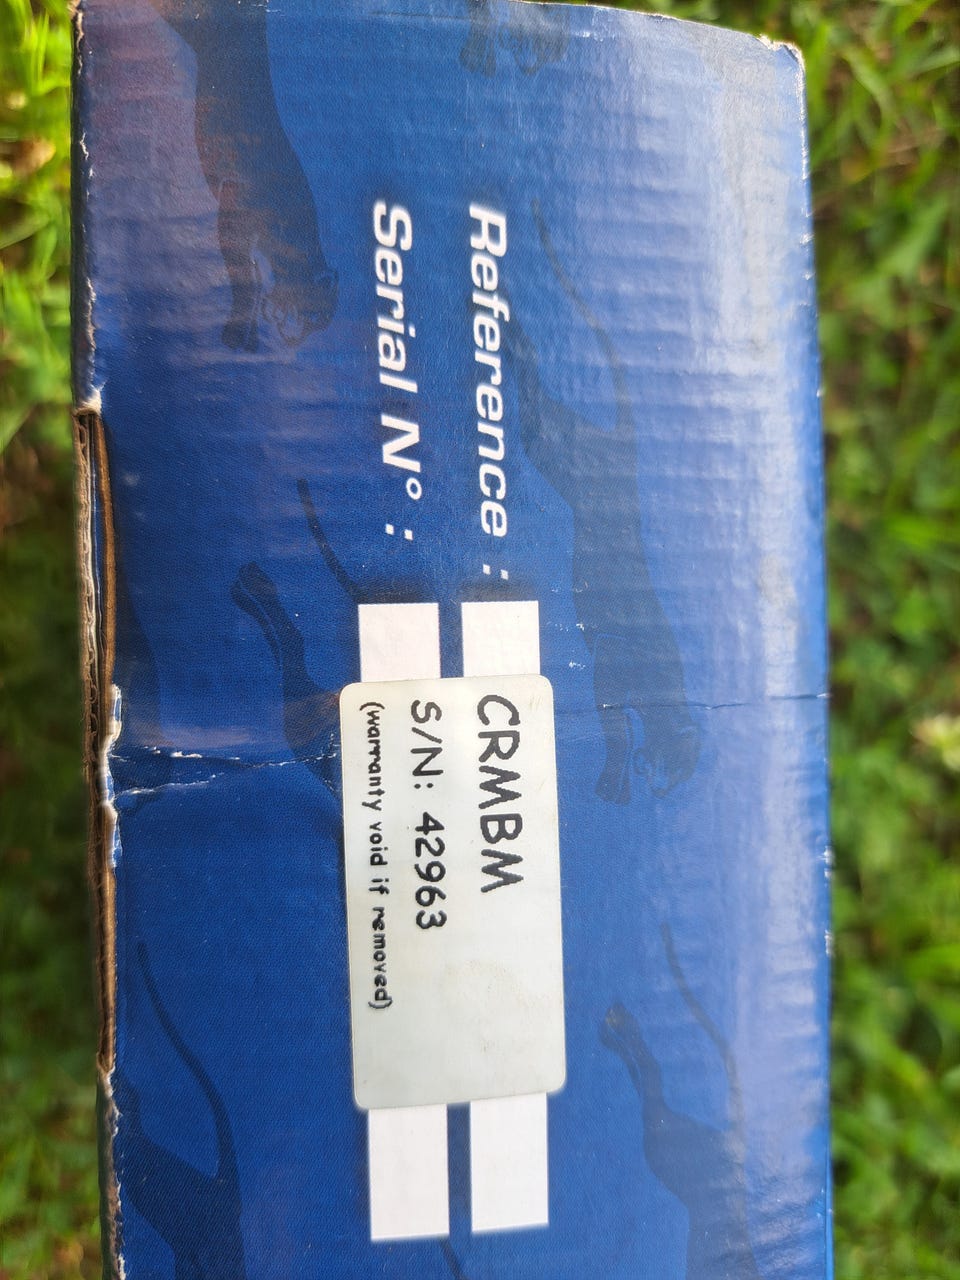 Reference :
Serial N° :
CRMBM
S/N: 42963
(warranty void if removed)